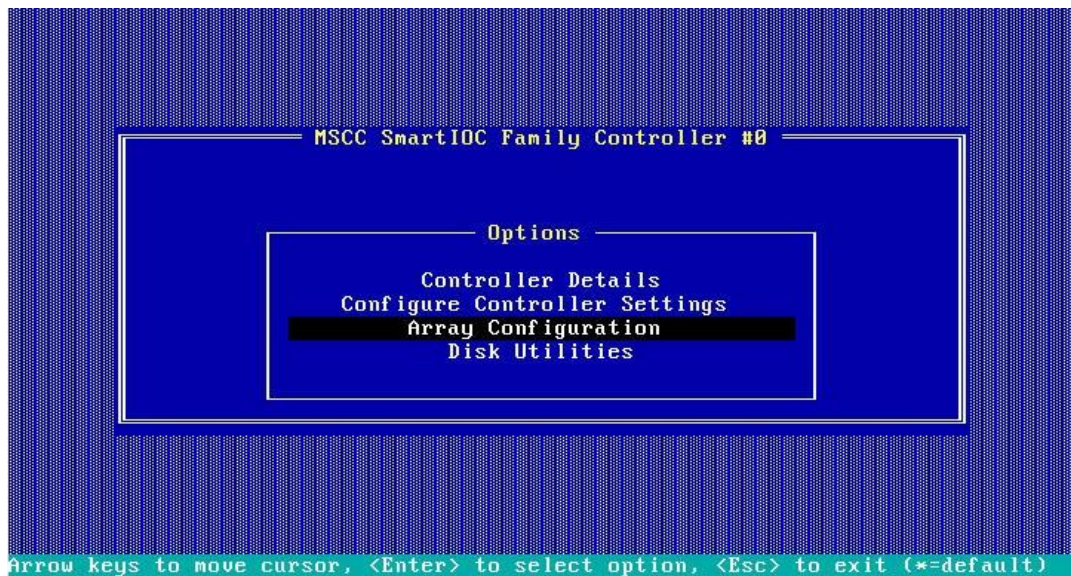 MSCC SmartIOC Family Controller #0
Options
Controller Details
Configure Controller Settings
Array Configuration
Disk Utilities
Arrow keys to move cursor, <Enter> to select option, <Esc> to exit (*=default)